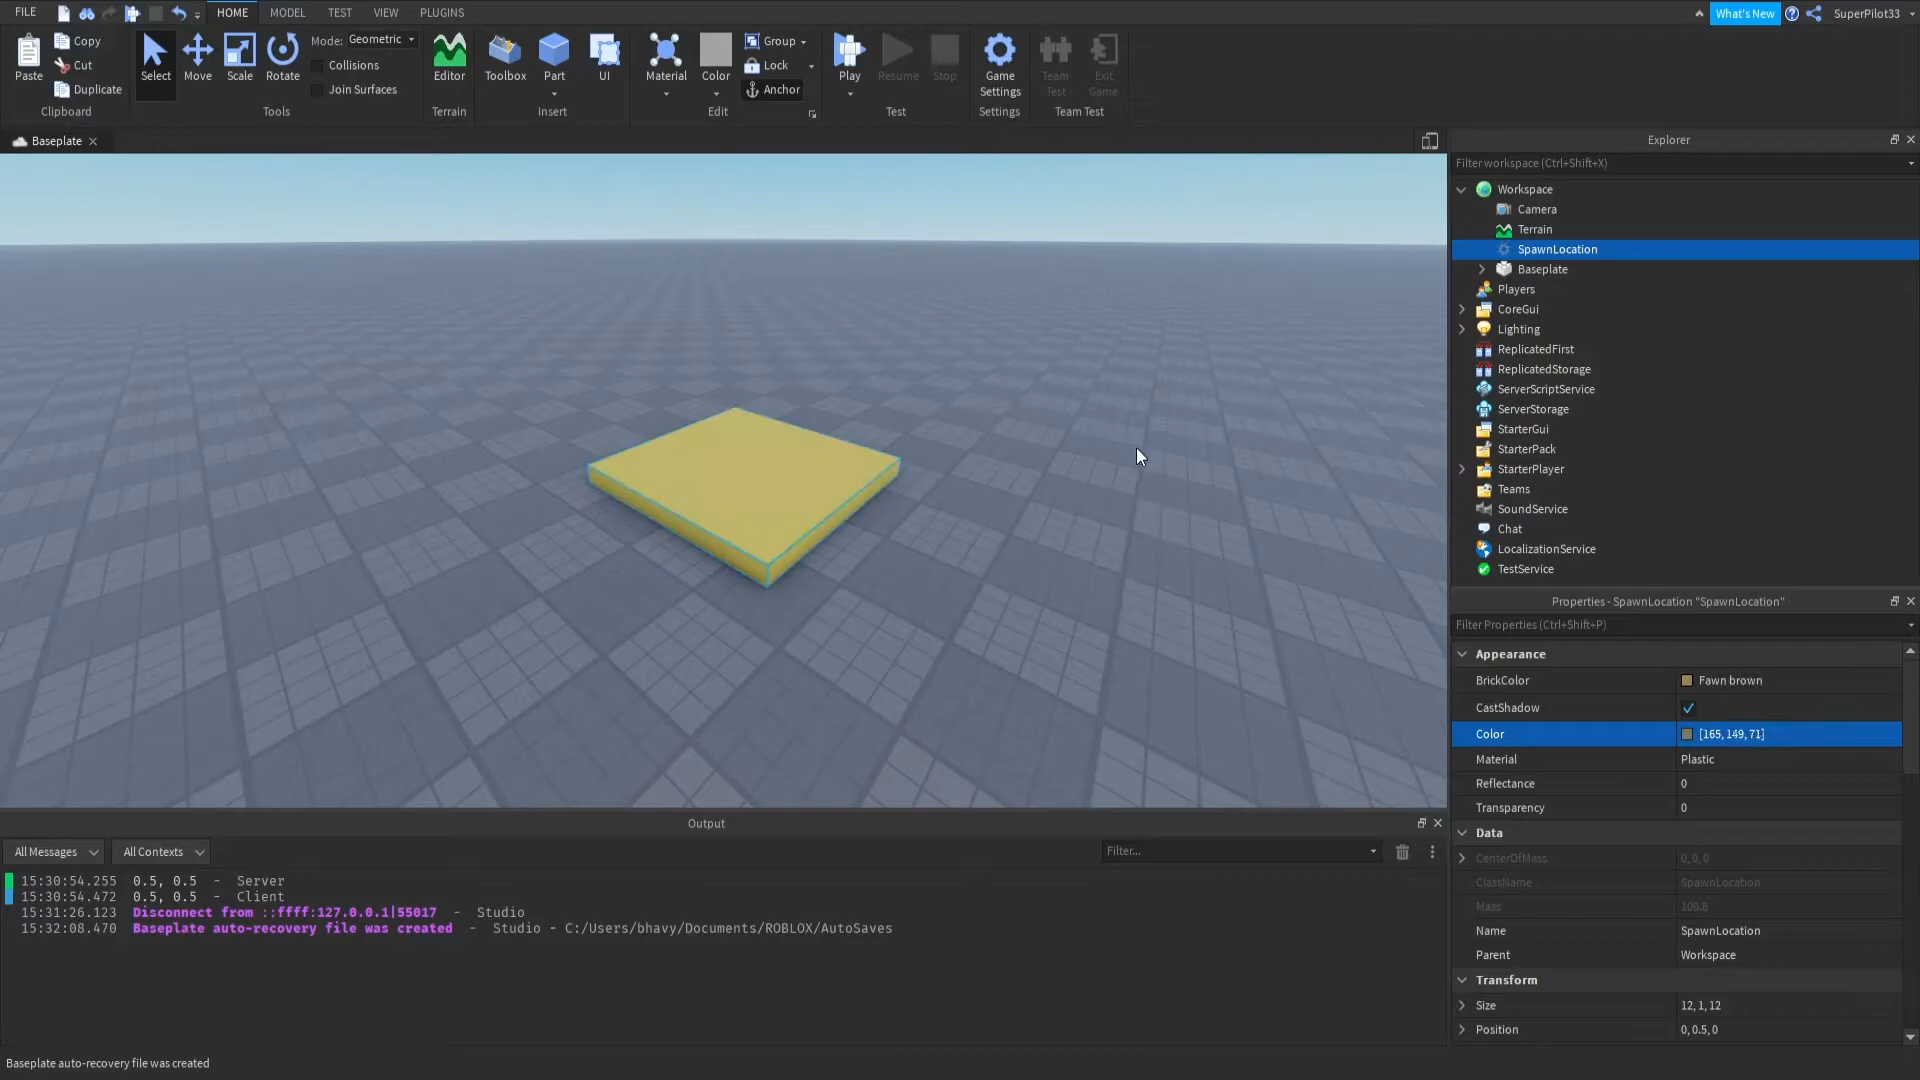 FILE
HOME
MODEL
TEST
VIEW
PLUGINS
What's New
SuperPilot33
Paste
Copy
Cut
Duplicate
Clipboard
Select
Move
Scale
Rotate
Mode: Geometric
Collisions
Join Surfaces
Tools
Editor
Terrain
Toolbox
Part
UI
Insert
Material
Color
Group
Lock
Anchor
Edit
Play
Resume
Stop
Test
Game
Settings
Settings
Team
Test
Exit
Game
Team Test
Baseplate
Explorer
Filter workspace (Ctrl+Shift+X)
Workspace
Camera
Terrain
SpawnLocation
Baseplate
Players
CoreGui
Lighting
ReplicatedFirst
ReplicatedStorage
ServerScriptService
ServerStorage
StarterGui
StarterPack
StarterPlayer
Teams
SoundService
Chat
LocalizationService
TestService
Properties - SpawnLocation "SpawnLocation"
Filter Properties (Ctrl+Shift+P)
Appearance
BrickColor Fawn brown
CastShadow
Color [165, 149, 71]
Material Plastic
Reflectance 0
Transparency 0
Data
CenterOfMass 0, 0, 0
ClassName SpawnLocation
Mass 100.8
Name SpawnLocation
Parent Workspace
Transform
Size 12, 1, 12
Position 0, 0.5, 0
Output
All Messages
All Contexts
Filter...
15:30:54.255 0.5, 0.5 - Server
15:30:54.472 0.5, 0.5 - Client
15:31:26.123 Disconnect from ::ffff:127.0.0.1|55017 - Studio
15:32:08.470 Baseplate auto-recovery file was created - Studio - C:/Users/bhavy/Documents/ROBLOX/AutoSaves
Baseplate auto-recovery file was created